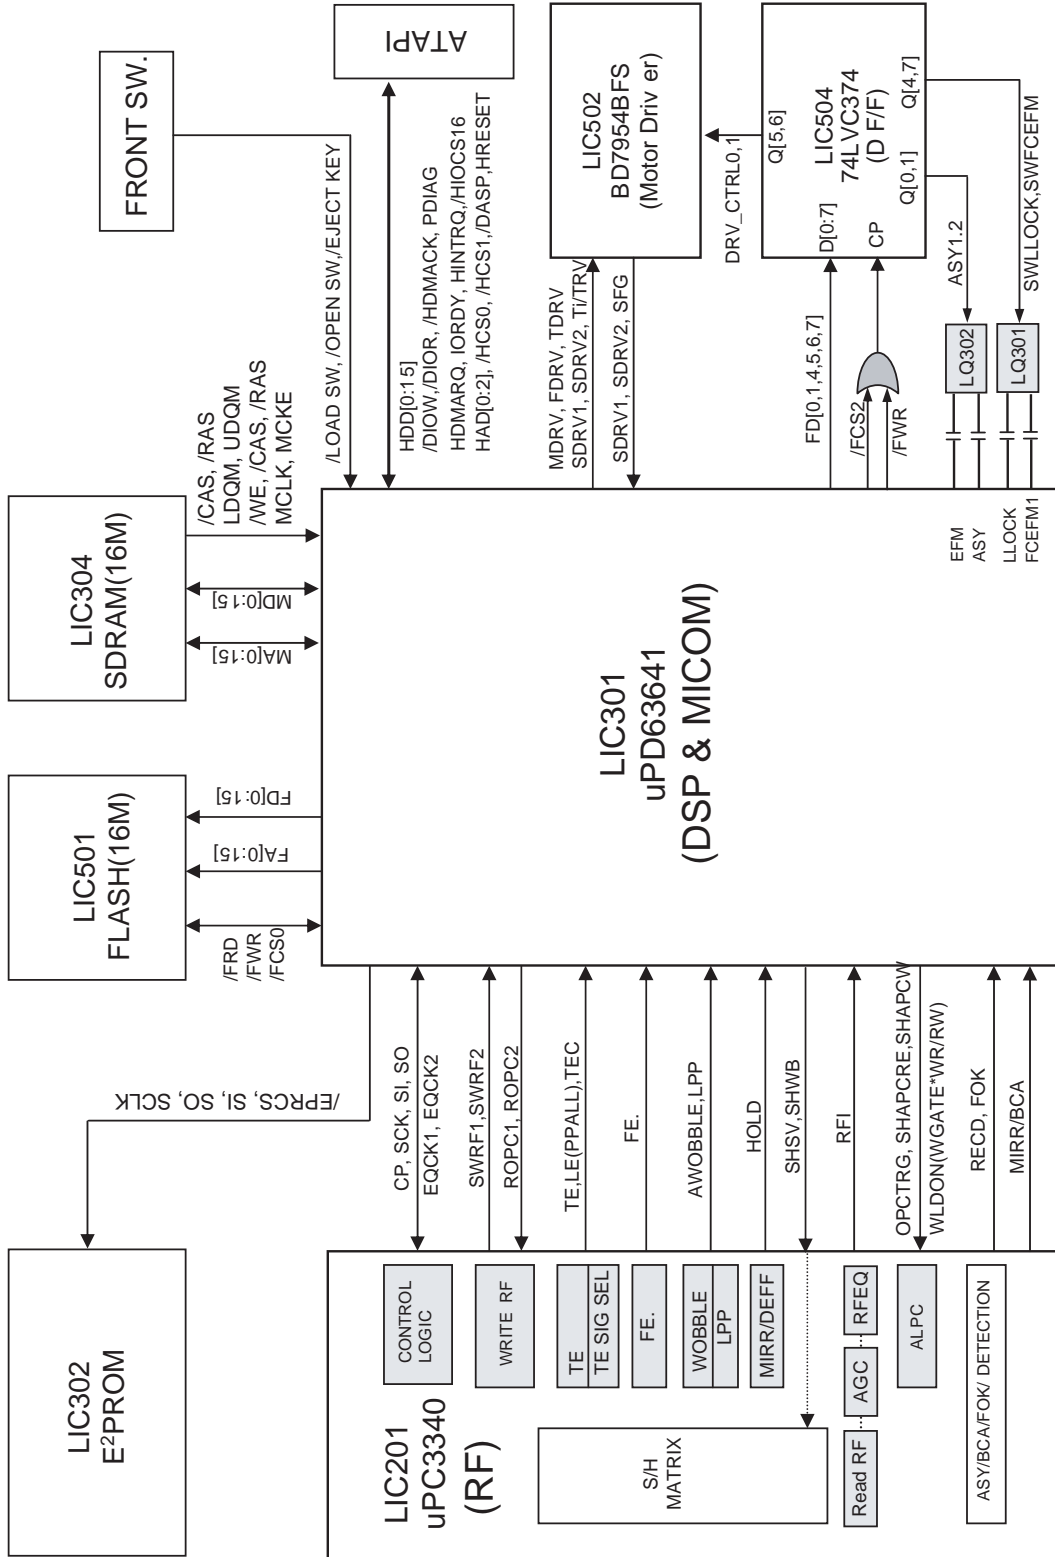 LIC302
E2PROM
/EPRCS, SI, SO, SCLK
LIC501
FLASH(16M)
/FRD
/FWR
/FCS0
FA[0:15]
FD[0:15]
LIC304
SDRAM(16M)
MA[0:15]
MD[0:15]
/CAS, /RAS
LDQM, UDQM
/WE, /CAS, /RAS
MCLK, MCKE
FRONT SW.
/LOAD SW, /OPEN SW,/EJECT KEY
ATAPI
HDD[0:15]
/DIOW,/DIOR, /HDMACK, PDIAG
HDMARQ, IORDY, HINTRQ,/HIOCS16
HAD[0:2], /HCS0, /HCS1,/DASP,HRESET
LIC201
uPC3340
(RF)
CONTROL
LOGIC
CP, SCK, SI, SO
EQCK1, EQCK2
WRITE RF
SWRF1,SWRF2
ROPC1, ROPC2
TE
TE SIG SEL
TE,LE(PPALL),TEC
FE.
FE.
WOBBLE
LPP
AWOBBLE,LPP
MIRR/DEFF
HOLD
SHSV, SHWB
S/H
MATRIX
Read RF
AGC
RFEQ
RFI
ALPC
OPCTRG, SHAPCRE,SHAPCW
WLDON(WGATE*WR/RW)
ASY/BCA/FOK/ DETECTION
RECD, FOK
MIRR/BCA
LIC301
uPD63641
(DSP & MICOM)
MDRV, FDRV, TDRV
SDRV1, SDRV2, Ti/TRV
SDRV1, SDRV2, SFG
LIC502
BD7954BFS
(Motor Driv er)
DRV_CTRL0,1
Q[5,6]
LIC504
74LVC374
(D F/F)
D[0:7]
CP
Q[0,1]
Q[4,7]
FD[0,1,4,5,6,7]
/FCS2
/FWR
ASY1.2
SWLLOCK,SWFCEFM
LQ302
LQ301
EFM
ASY
LLOCK
FCEFM1